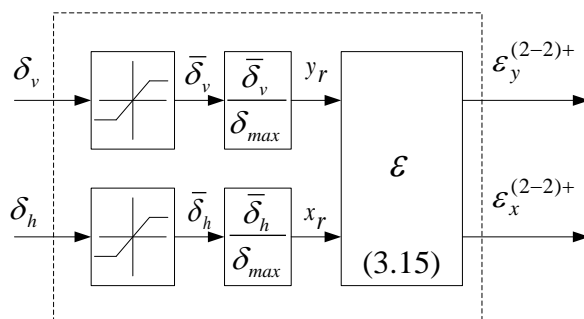 δ_v
δ̄_v
δ̄_v / δ_max
y_r
ε_y^{(2-2)+}
ε
(3.15)
δ_h
δ̄_h
δ̄_h / δ_max
x_r
ε_x^{(2-2)+}